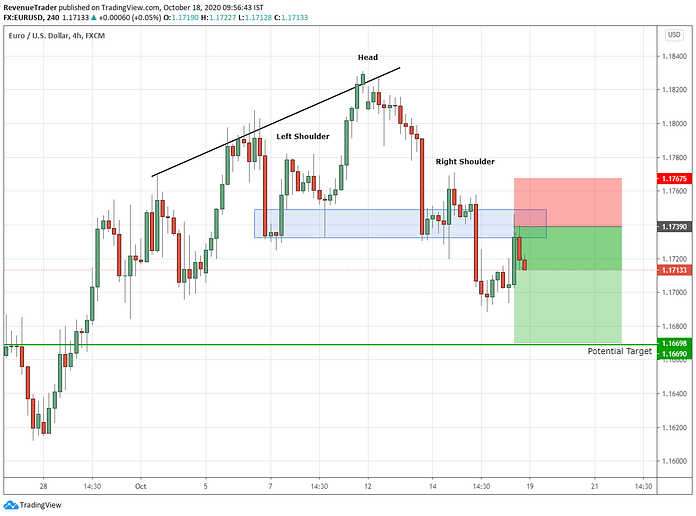 RevenueTrader published on TradingView.com, October 18, 2020 09:56:43 IST
FX:EURUSD, 240 1.17133 ▲ +0.00060 (+0.05%) O:1.17190 H:1.17227 L:1.17128 C:1.17133
Euro / U.S. Dollar, 4h, FXCM
USD
Head
1.18400
1.18200
1.18000
Left Shoulder
Right Shoulder
1.17800
1.17675
1.17600
1.17390
1.17200
1.17133
1.17000
1.16800
1.16698
Potential Target
1.16690
1.16400
1.16200
1.16000
28 14:30 Oct 5 7 14:30 12 14 14:30 19 21 14:30
TradingView